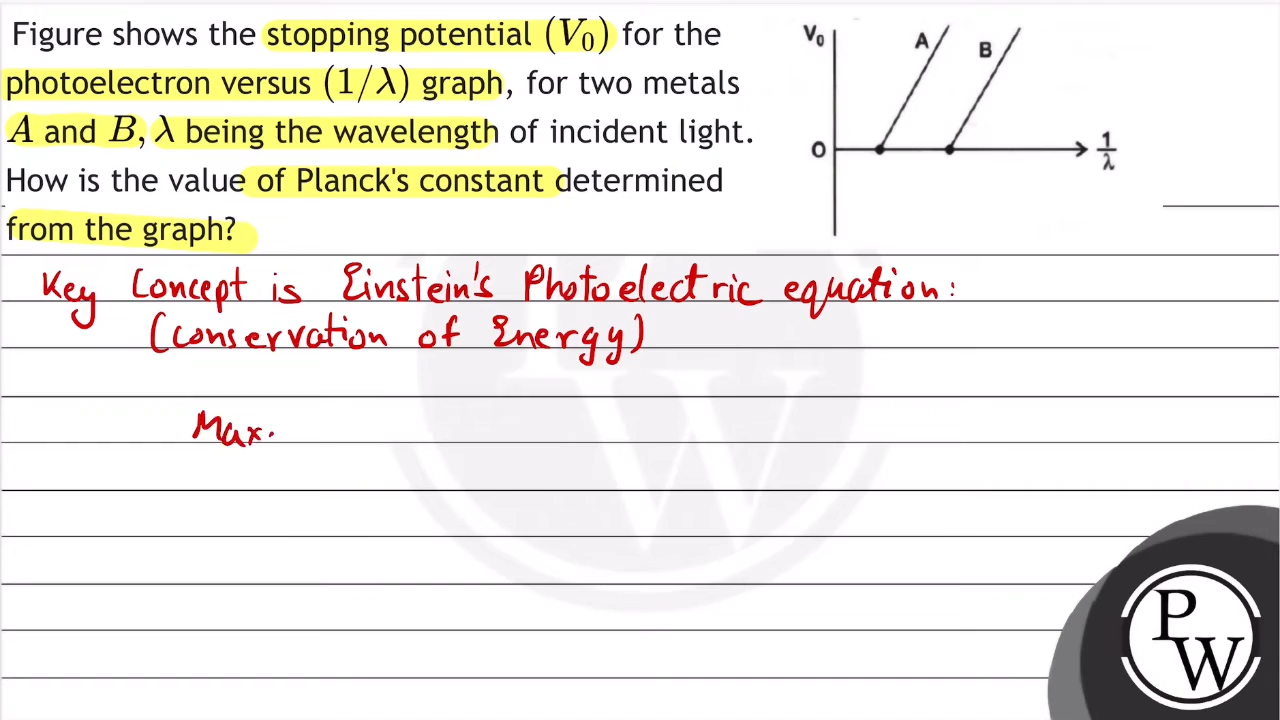 Figure shows the stopping potential (V₀) for the
photoelectron versus (1/λ) graph, for two metals
A and B, λ being the wavelength of incident light.
How is the value of Planck's constant determined
from the graph?
V₀
A
B
O
1/λ
Key Concept is Einstein's Photoelectric equation:
(Conservation of Energy)
Max.
W
P
W